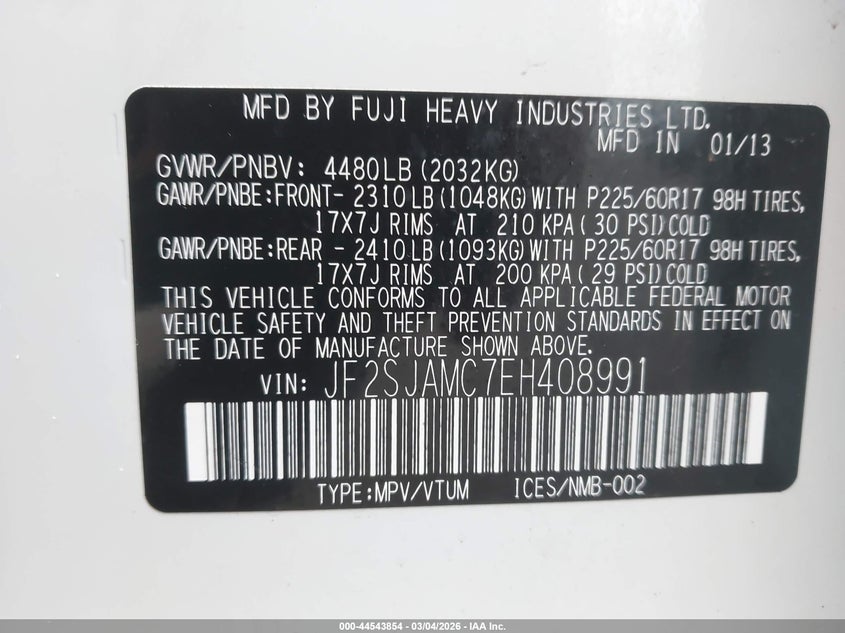 MFD BY FUJI HEAVY INDUSTRIES LTD.
MFD IN 01/13
GVWR/PNBV: 4480LB(2032KG)
GAWR/PNBE:FRONT- 2310LB(1048KG)WITH P225/60R17 98H TIRES,
17X7J RIMS AT 210 KPA(30 PSI)COLD
GAWR/PNBE:REAR - 2410LB(1093KG)WITH P225/60R17 98H TIRES,
17X7J RIMS AT 200 KPA(29 PSI)COLD
THIS VEHICLE CONFORMS TO ALL APPLICABLE FEDERAL MOTOR
VEHICLE SAFETY AND THEFT PREVENTION STANDARDS IN EFFECT ON
THE DATE OF MANUFACTURE SHOWN ABOVE.
VIN: JF2SJAMC7EH408991
TYPE:MPV/VTUM ICES/NMB-002
000-44543854 - 03/04/2026 - IAA Inc.